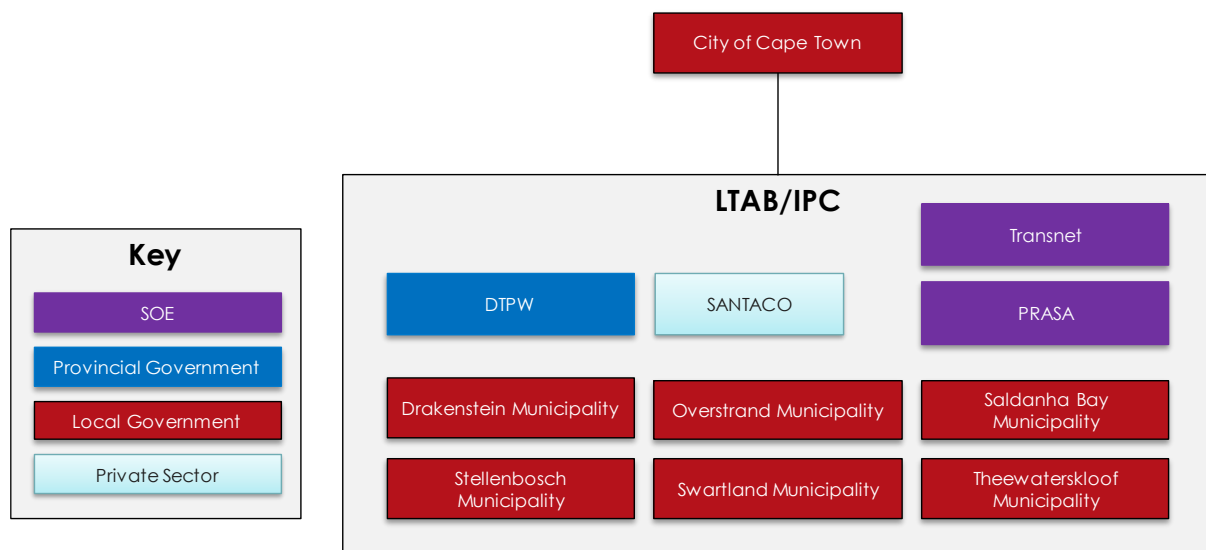 City of Cape Town
LTAB/IPC
Transnet
DTPW
SANTACO
PRASA
Drakenstein Municipality
Overstrand Municipality
Saldanha Bay
Municipality
Stellenbosch
Municipality
Swartland Municipality
Theewaterskloof
Municipality
Key
SOE
Provincial Government
Local Government
Private Sector